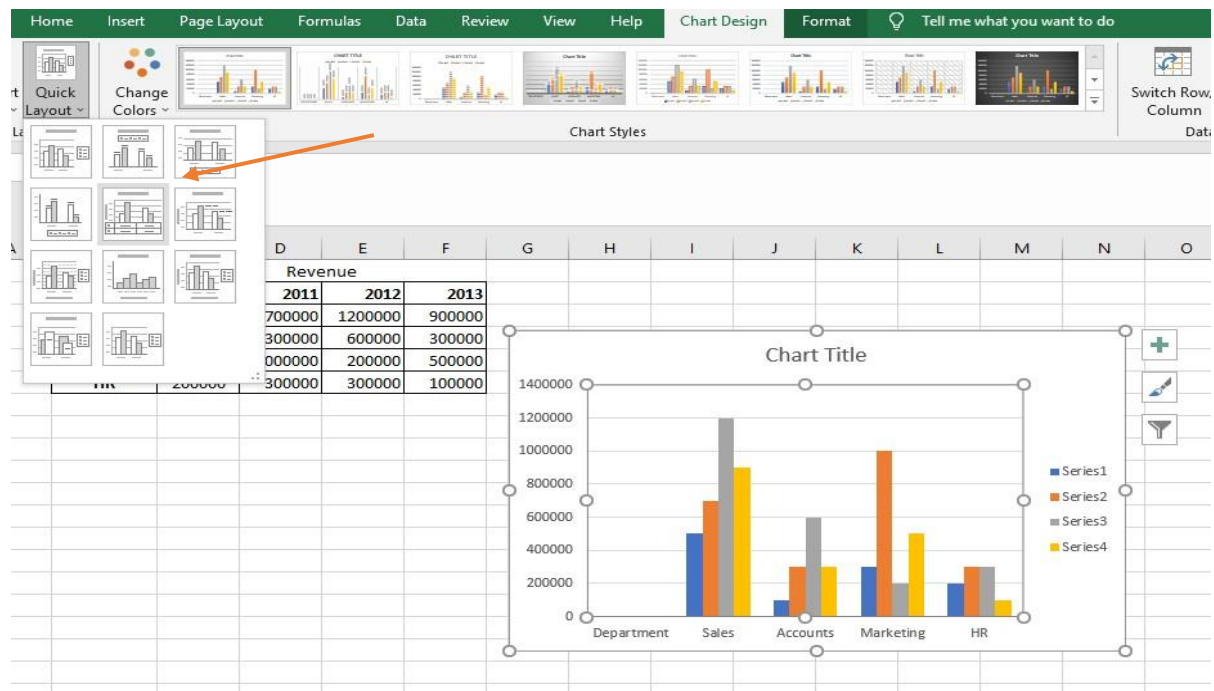 Home Insert Page Layout Formulas Data Review View Help Chart Design Format Tell me what you want to do
Quick Layout
Change Colors
Switch Row/
Column
Chart Styles
Data
D E F G H I J K L M N O
Revenue
2011 2012 2013
700000 1200000 900000
300000 600000 300000
000000 200000 500000
HR 200000 300000 300000 100000
Chart Title
1400000
1200000
1000000
800000
600000
400000
200000
0
Department Sales Accounts Marketing HR
Series1
Series2
Series3
Series4